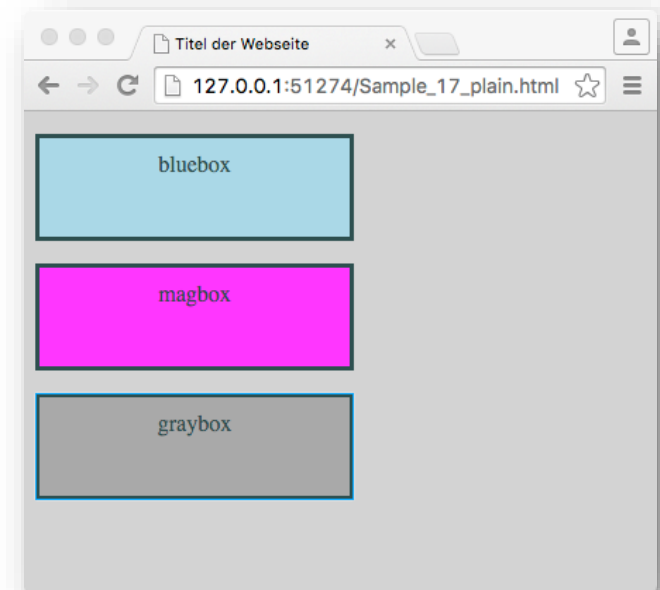 Titel der Webseite
127.0.0.1:51274/Sample_17_plain.html
bluebox
magbox
graybox